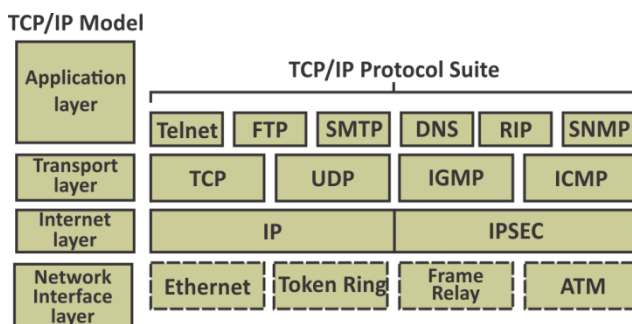 TCP/IP Model
Application
layer
TCP/IP Protocol Suite
Telnet FTP SMTP DNS RIP SNMP
Transport
layer
TCP UDP IGMP ICMP
Internet
layer
IP IPSEC
Network
Interface
layer
Ethernet Token Ring Frame
Relay ATM